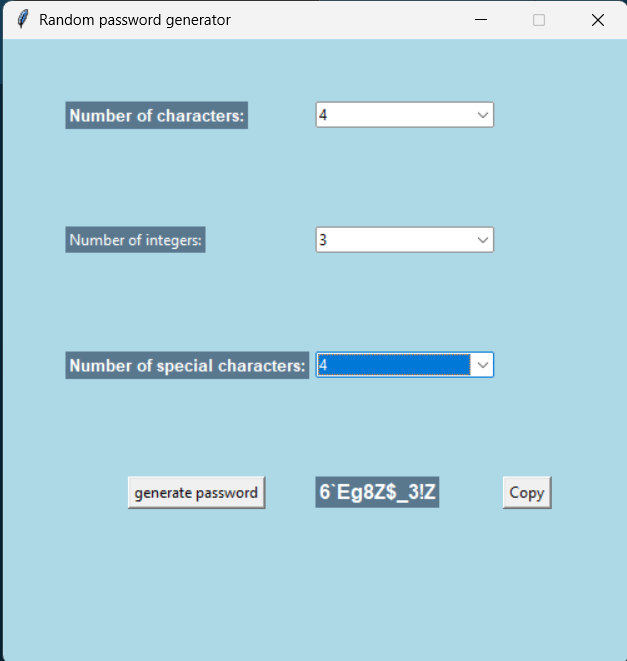 Random password generator
Number of characters: 4
Number of integers: 3
Number of special characters: 4
generate password 6`Eg8Z$_3!Z Copy